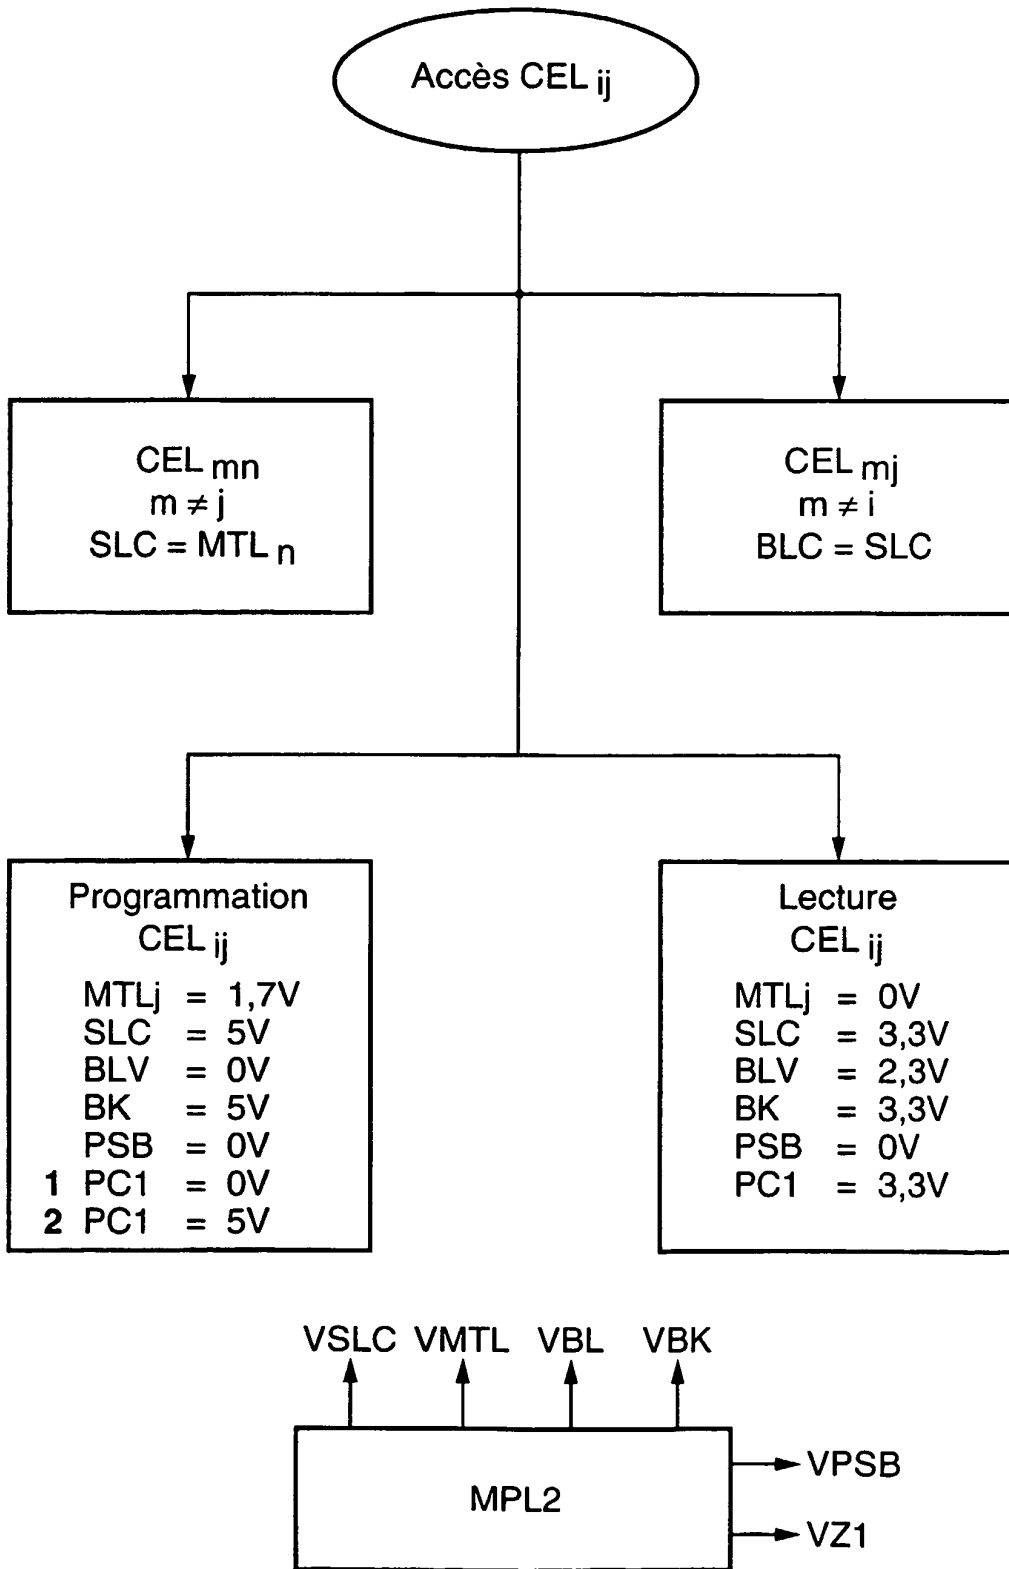 Accès CEL ij
CEL mn
m ≠ j
SLC = MTL n
CEL mj
m ≠ i
BLC = SLC
Programmation
CEL ij
MTLj = 1,7V
SLC = 5V
BLV = 0V
BK = 5V
PSB = 0V
1 PC1 = 0V
2 PC1 = 5V
Lecture
CEL ij
MTLj = 0V
SLC = 3,3V
BLV = 2,3V
BK = 3,3V
PSB = 0V
PC1 = 3,3V
VSLC VMTL VBL VBK
MPL2
VPSB
VZ1